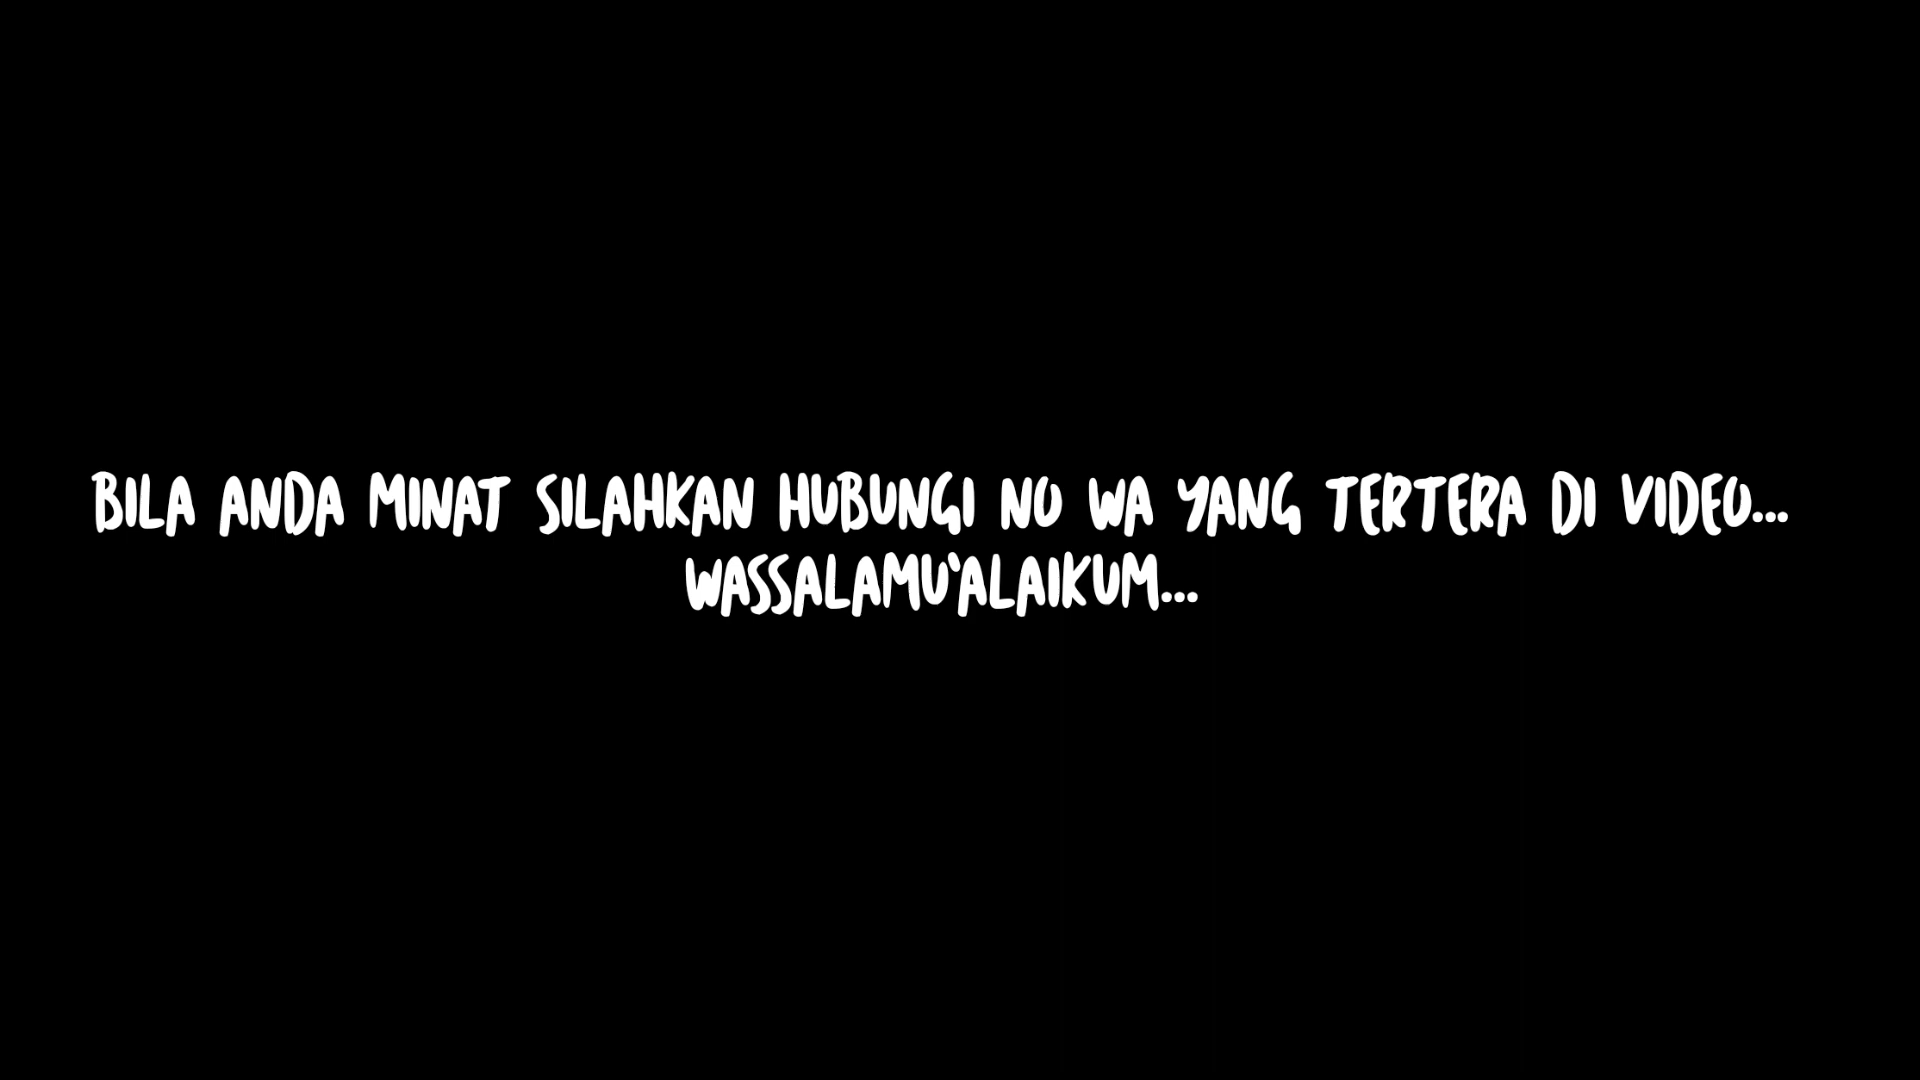 BILA ANDA MINAT SILAHKAN HUBUNGI NO WA YANG TERTERA DI VIDEO...
WASSALAMU'ALAIKUM...